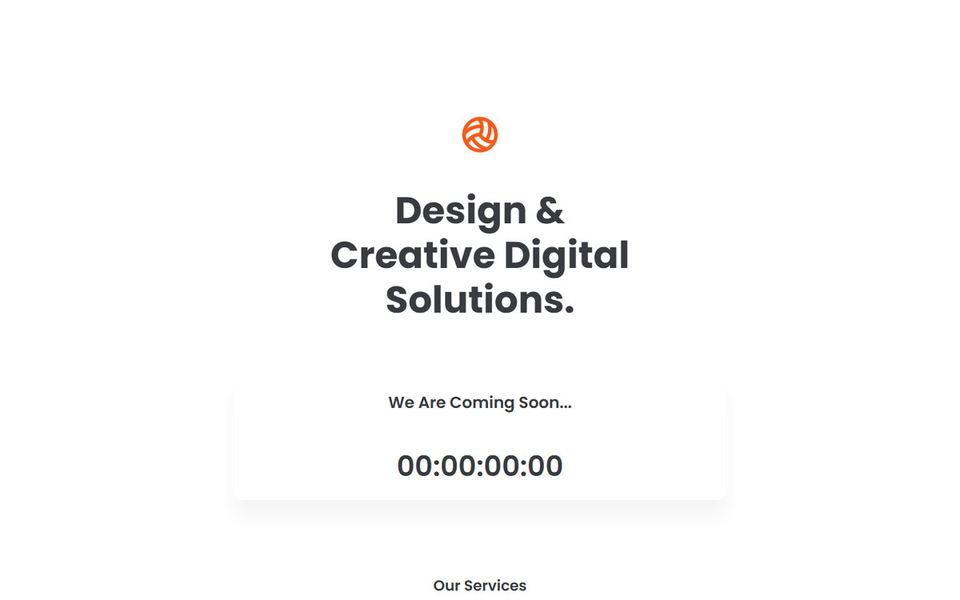 Design &
Creative Digital
Solutions.
We Are Coming Soon...
00:00:00:00
Our Services